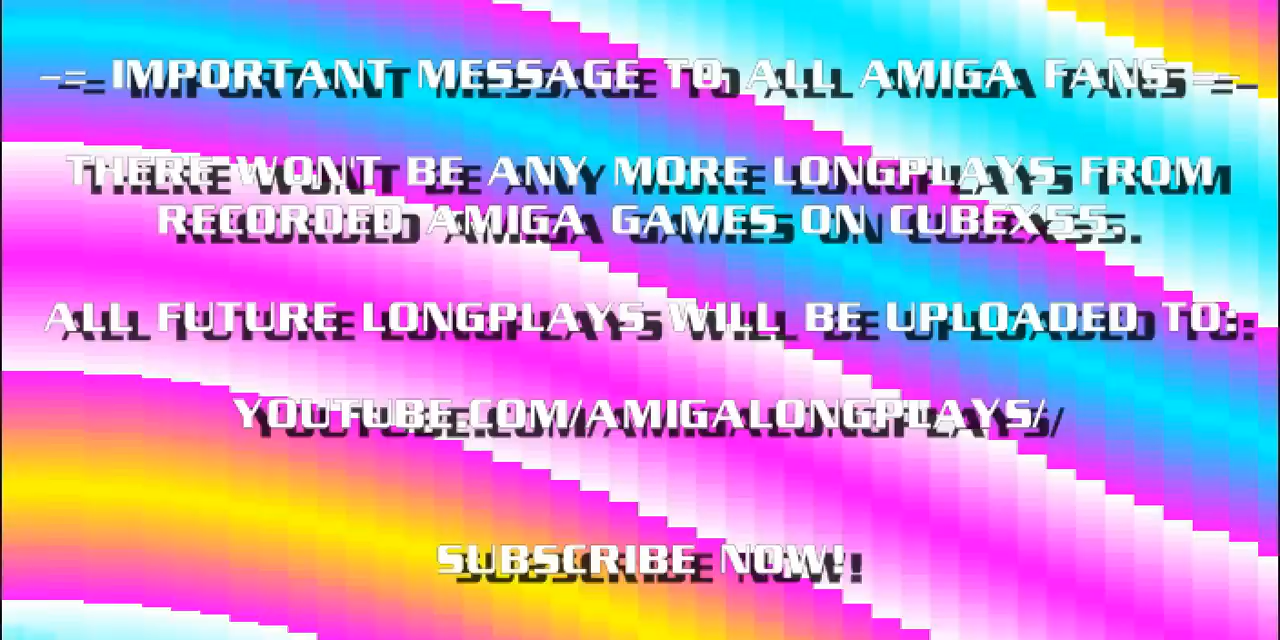 -= IMPORTANT MESSAGE TO ALL AMIGA FANS =-
THERE WON'T BE ANY MORE LONGPLAYS FROM
RECORDED AMIGA GAMES ON CUBEX55.
ALL FUTURE LONGPLAYS WILL BE UPLOADED TO:
YOUTUBE.COM/AMIGALONGPLAYS/
SUBSCRIBE NOW!